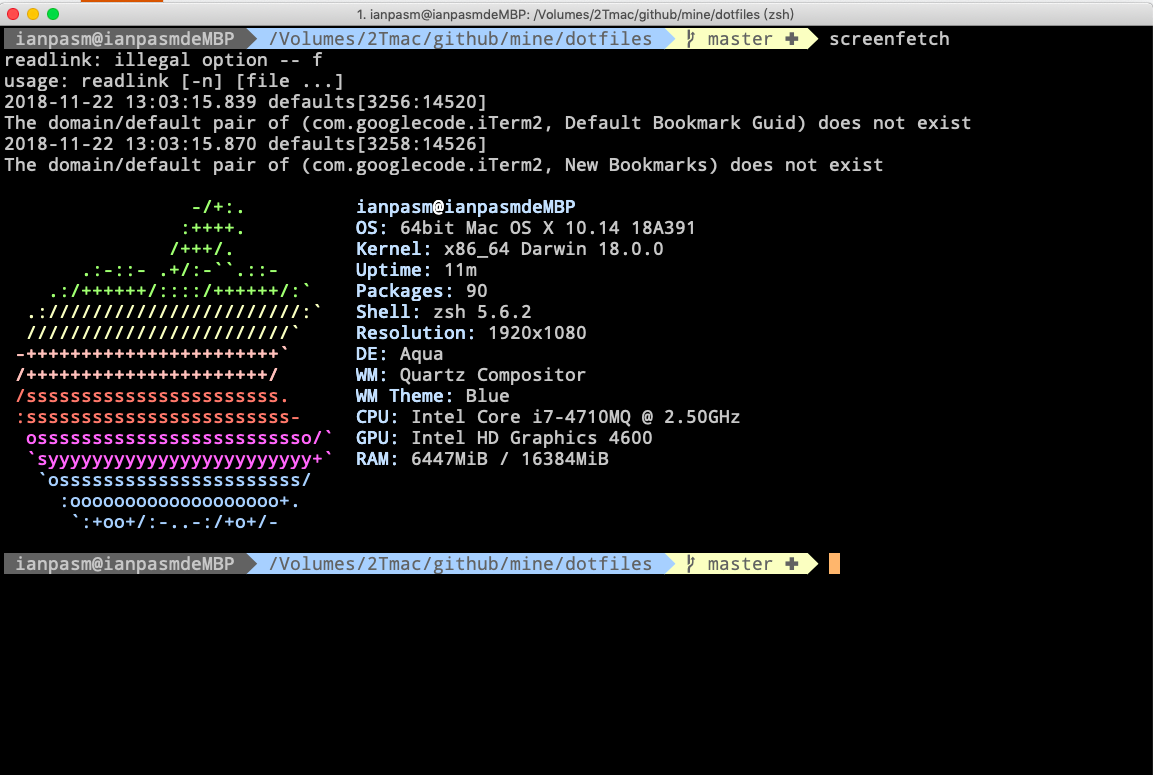 1. ianpasm@ianpasmdeMBP: /Volumes/2Tmac/github/mine/dotfiles (zsh)
ianpasm@ianpasmdeMBP /Volumes/2Tmac/github/mine/dotfiles master ✚ screenfetch
readlink: illegal option -- f
usage: readlink [-n] [file ...]
2018-11-22 13:03:15.839 defaults[3256:14520]
The domain/default pair of (com.googlecode.iTerm2, Default Bookmark Guid) does not exist
2018-11-22 13:03:15.870 defaults[3258:14526]
The domain/default pair of (com.googlecode.iTerm2, New Bookmarks) does not exist
                 -/+:.          ianpasm@ianpasmdeMBP
                :++++.          OS: 64bit Mac OS X 10.14 18A391
               /+++/.           Kernel: x86_64 Darwin 18.0.0
       .:-::- .+/:-``.::-       Uptime: 11m
    .:/++++++/::::/++++++/:`    Packages: 90
  .:///////////////////////:`   Shell: zsh 5.6.2
  ////////////////////////`     Resolution: 1920x1080
 -+++++++++++++++++++++++`      DE: Aqua
 /++++++++++++++++++++++/       WM: Quartz Compositor
 /sssssssssssssssssssssss.      WM Theme: Blue
 :ssssssssssssssssssssssss-     CPU: Intel Core i7-4710MQ @ 2.50GHz
  osssssssssssssssssssssssso/`  GPU: Intel HD Graphics 4600
  `syyyyyyyyyyyyyyyyyyyyyyyy+`  RAM: 6447MiB / 16384MiB
   `ossssssssssssssssssssss/
     :ooooooooooooooooooo+.
      `:+oo+/:-..-:/+o+/-
ianpasm@ianpasmdeMBP /Volumes/2Tmac/github/mine/dotfiles master ✚